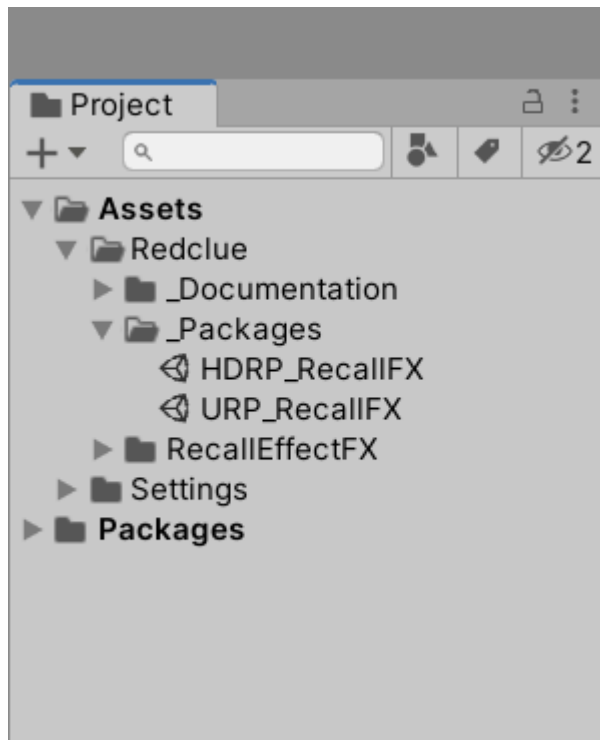 Project
2
Assets
Redclue
_Documentation
_Packages
HDRP_RecallFX
URP_RecallFX
RecallEffectFX
Settings
Packages